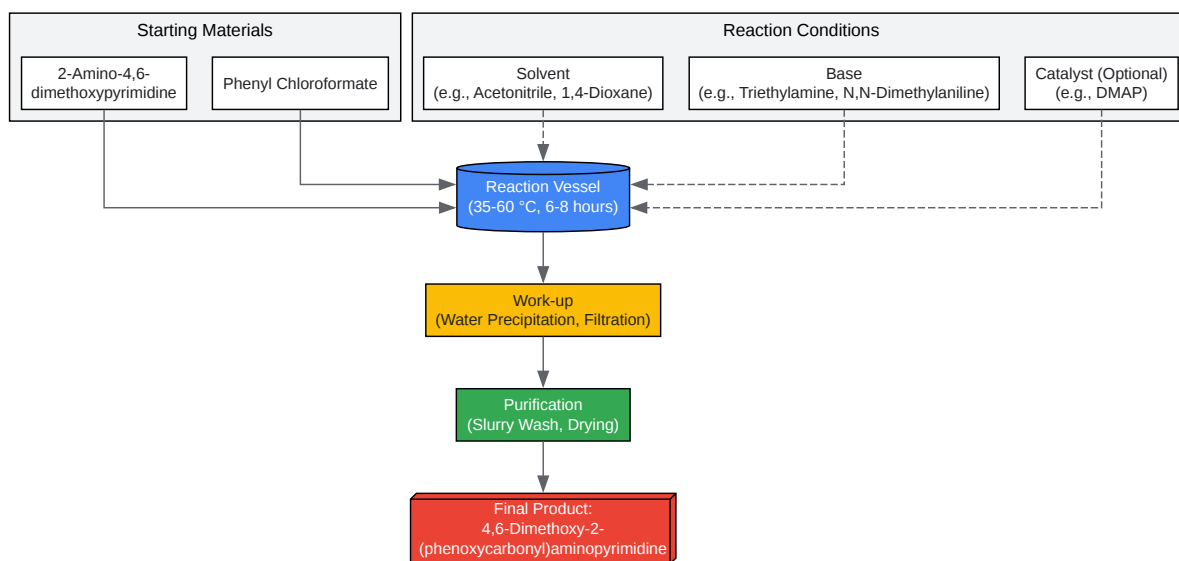 Starting Materials
Reaction Conditions
2-Amino-4,6-
dimethoxypyrimidine
Phenyl Chloroformate
Solvent
(e.g., Acetonitrile, 1,4-Dioxane)
Base
(e.g., Triethylamine, N,N-Dimethylaniline)
Catalyst (Optional)
(e.g., DMAP)
Reaction Vessel
(35-60 °C, 6-8 hours)
Work-up
(Water Precipitation, Filtration)
Purification
(Slurry Wash, Drying)
Final Product:
4,6-Dimethoxy-2-
(phenoxycarbonyl)aminopyrimidine